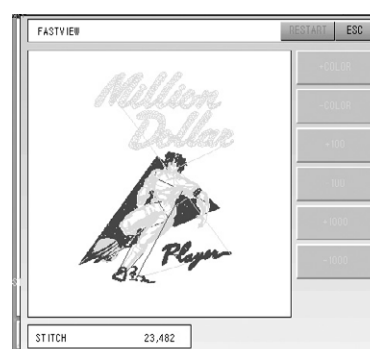 FASTVIEW
RESTART ESC
+COLOR
-COLOR
+100
100
+1000
-1000
Million
Dollar
Player
STITCH 23,482